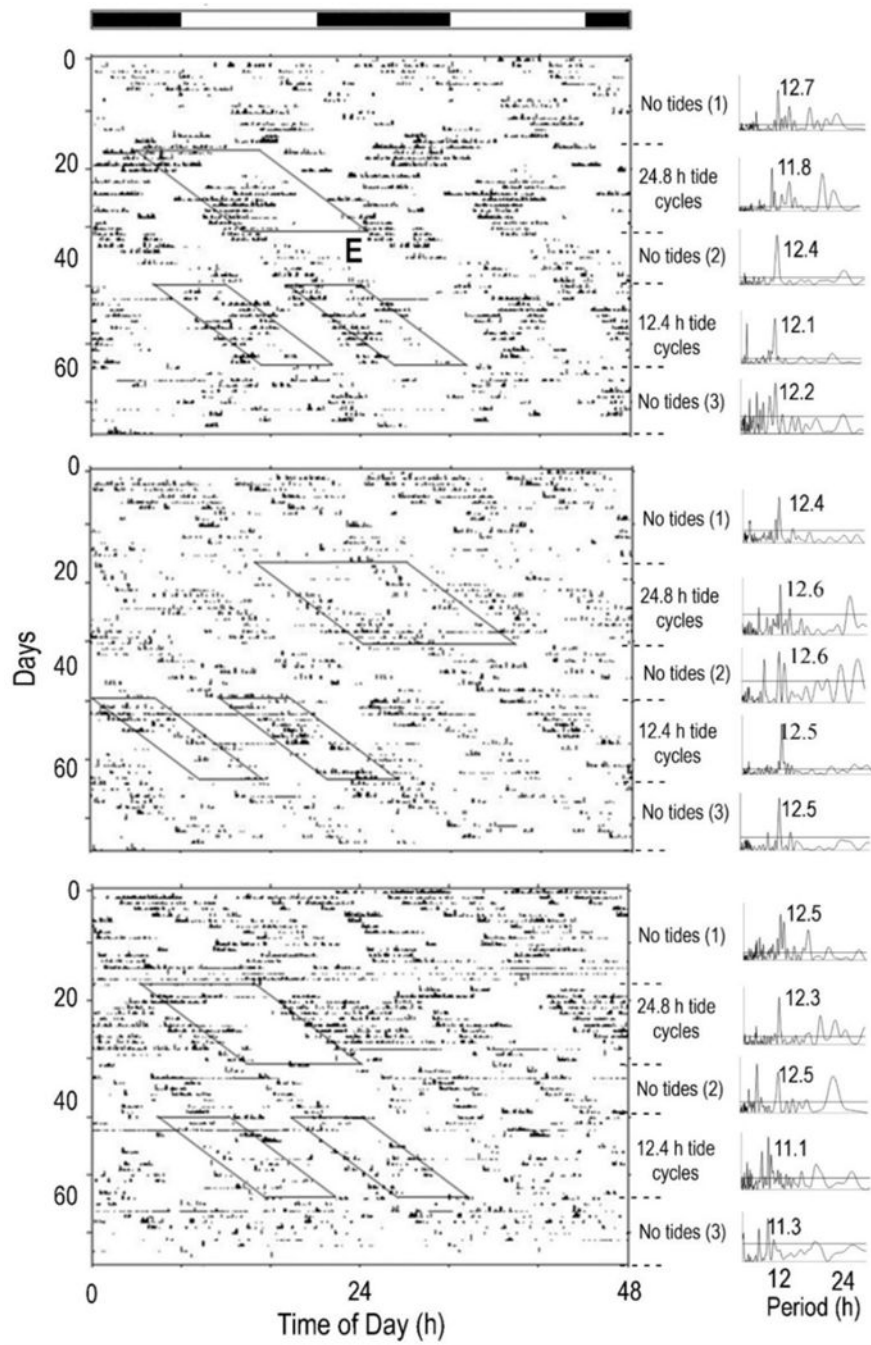 0
20
40
60
E
No tides (1)
24.8 h tide
cycles
No tides (2)
12.4 h tide
cycles
No tides (3)
12.7
11.8
12.4
12.1
12.2
Days
0
20
40
60
No tides (1)
24.8 h tide
cycles
No tides (2)
12.4 h tide
cycles
No tides (3)
12.4
12.6
12.6
12.5
12.5
0
20
40
60
No tides (1)
24.8 h tide
cycles
No tides (2)
12.4 h tide
cycles
No tides (3)
12.5
12.3
12.5
11.1
11.3
0 24 48
Time of Day (h)
12 24
Period (h)